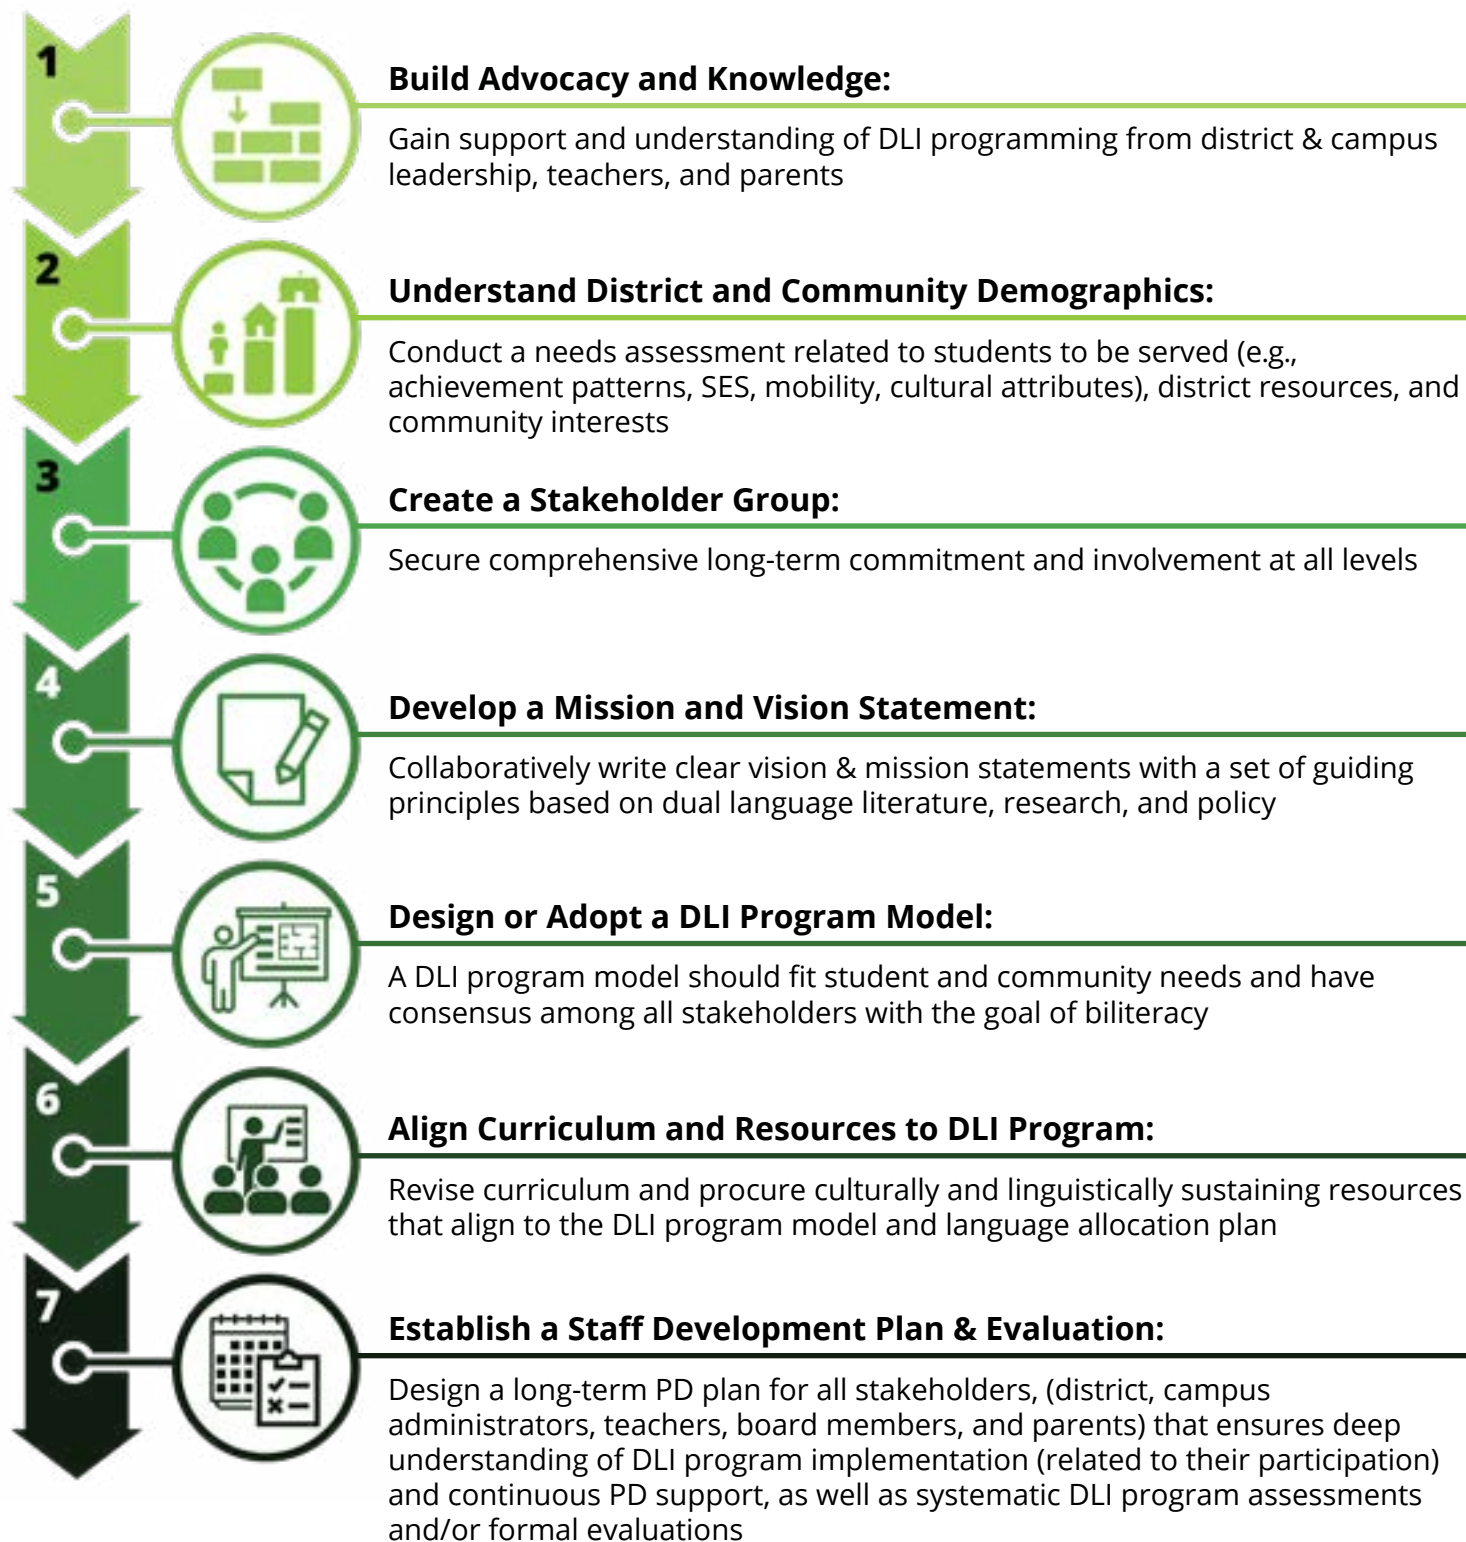 1
Build Advocacy and Knowledge:
Gain support and understanding of DLI programming from district & campus
leadership, teachers, and parents
2
Understand District and Community Demographics:
Conduct a needs assessment related to students to be served (e.g.,
achievement patterns, SES, mobility, cultural attributes), district resources, and
community interests
3
Create a Stakeholder Group:
Secure comprehensive long-term commitment and involvement at all levels
4
Develop a Mission and Vision Statement:
Collaboratively write clear vision & mission statements with a set of guiding
principles based on dual language literature, research, and policy
5
Design or Adopt a DLI Program Model:
A DLI program model should fit student and community needs and have
consensus among all stakeholders with the goal of biliteracy
6
Align Curriculum and Resources to DLI Program:
Revise curriculum and procure culturally and linguistically sustaining resources
that align to the DLI program model and language allocation plan
7
Establish a Staff Development Plan & Evaluation:
Design a long-term PD plan for all stakeholders, (district, campus
administrators, teachers, board members, and parents) that ensures deep
understanding of DLI program implementation (related to their participation)
and continuous PD support, as well as systematic DLI program assessments
and/or formal evaluations